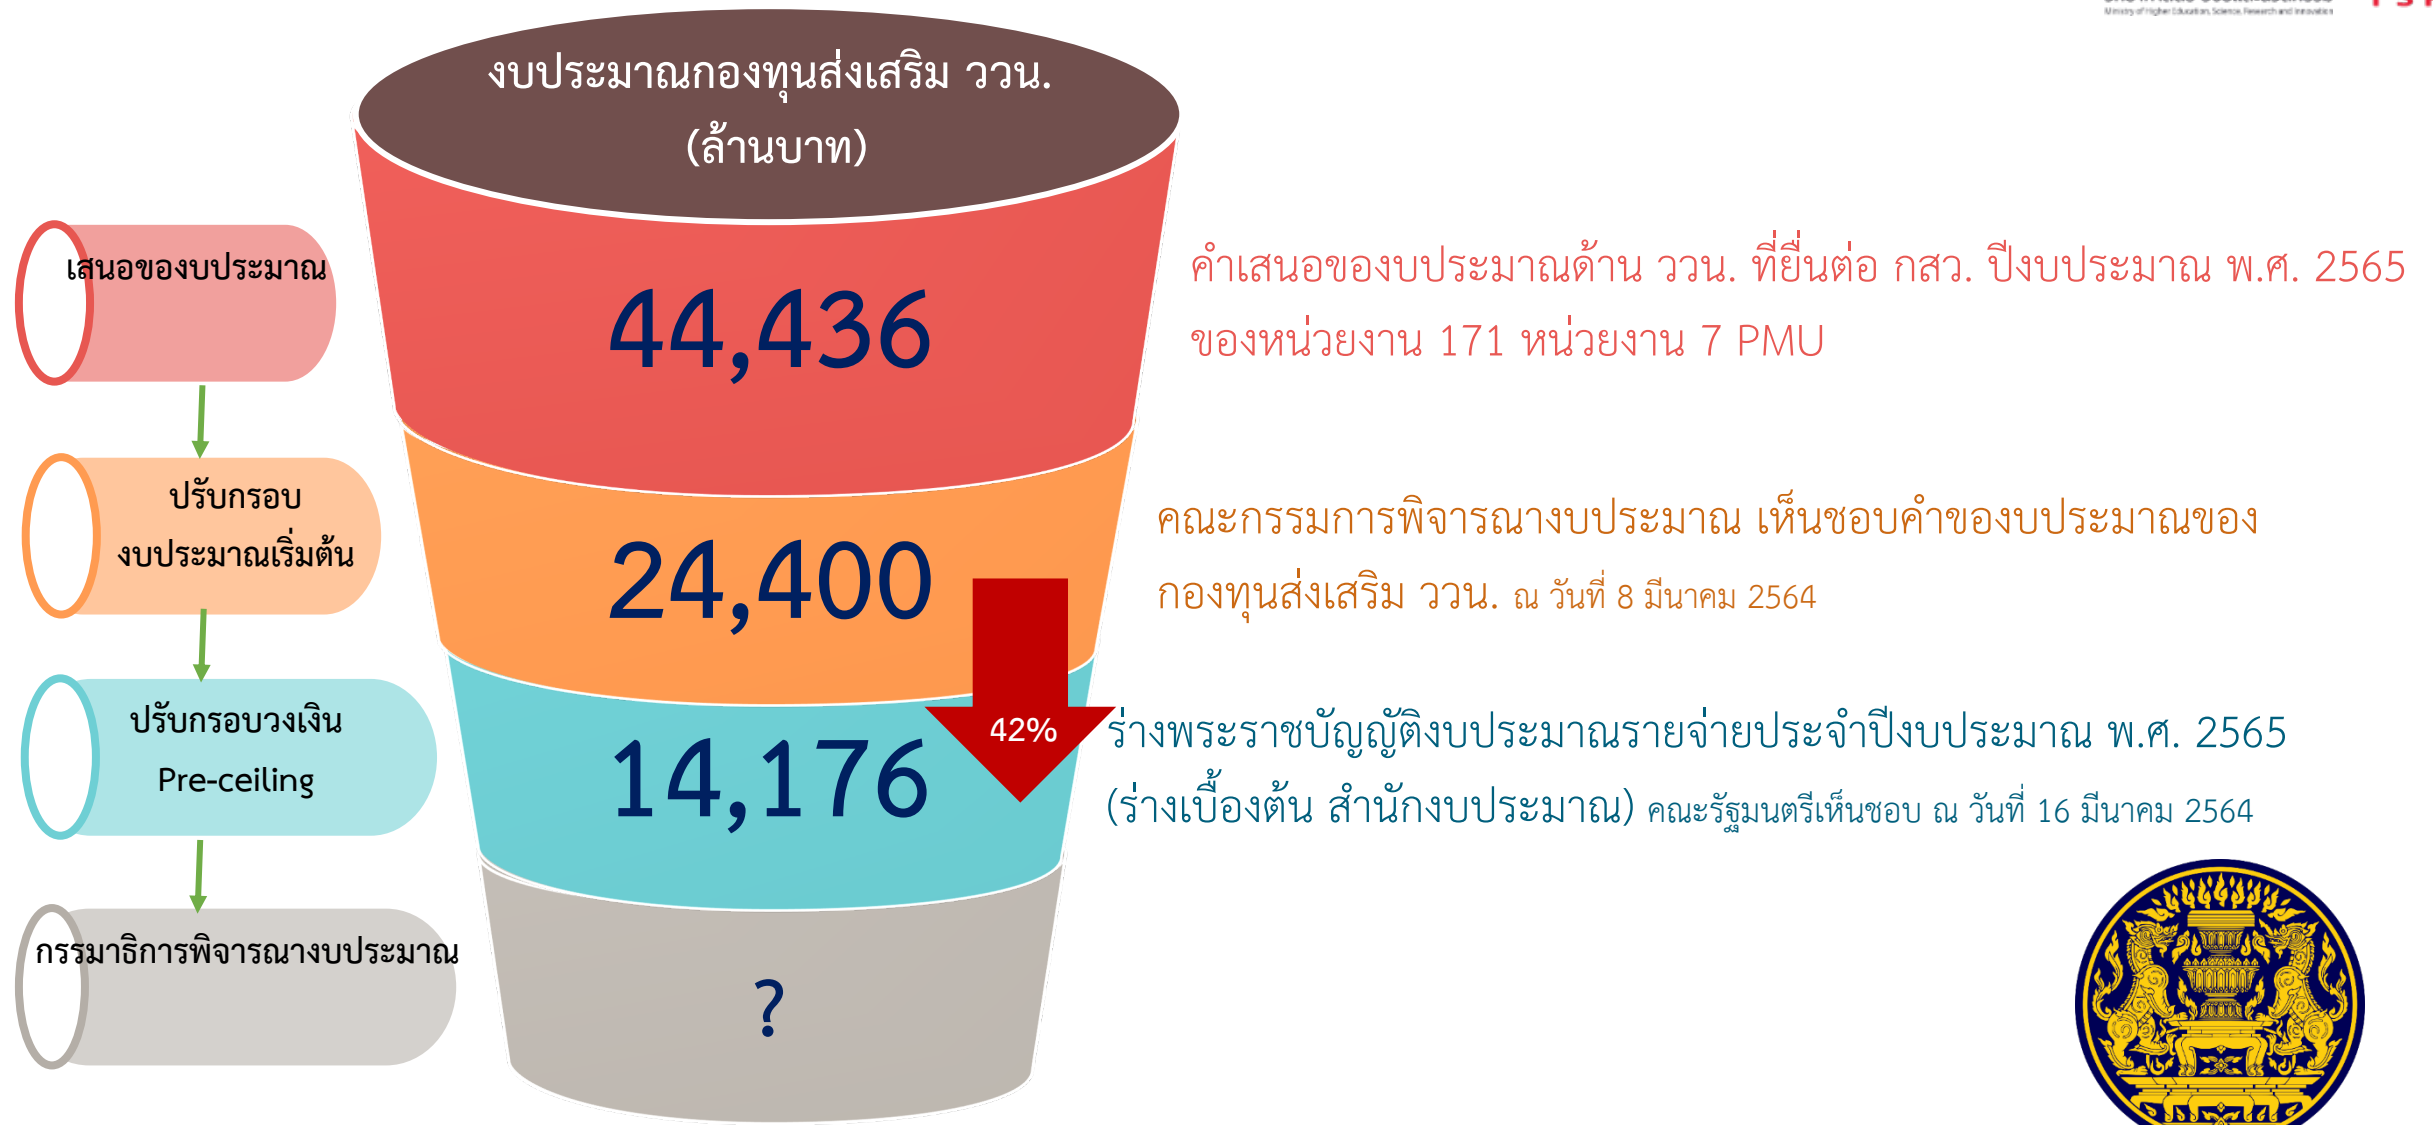 Ministry of Higher Education, Science, Research and Innovation
งบประมาณกองทุนส่งเสริม ววน.
(ล้านบาท)
เสนอของบประมาณ
44,436
คำเสนอของบประมาณด้าน ววน. ที่ยื่นต่อ กสว. ปีงบประมาณ พ.ศ. 2565
ของหน่วยงาน 171 หน่วยงาน 7 PMU
ปรับกรอบ
งบประมาณเริ่มต้น
24,400
คณะกรรมการพิจารณางบประมาณ เห็นชอบคำของบประมาณของ
กองทุนส่งเสริม ววน. ณ วันที่ 8 มีนาคม 2564
ปรับกรอบวงเงิน
Pre-ceiling
14,176
42%
ร่างพระราชบัญญัติงบประมาณรายจ่ายประจำปีงบประมาณ พ.ศ. 2565
(ร่างเบื้องต้น สำนักงบประมาณ) คณะรัฐมนตรีเห็นชอบ ณ วันที่ 16 มีนาคม 2564
กรรมาธิการพิจารณางบประมาณ
?